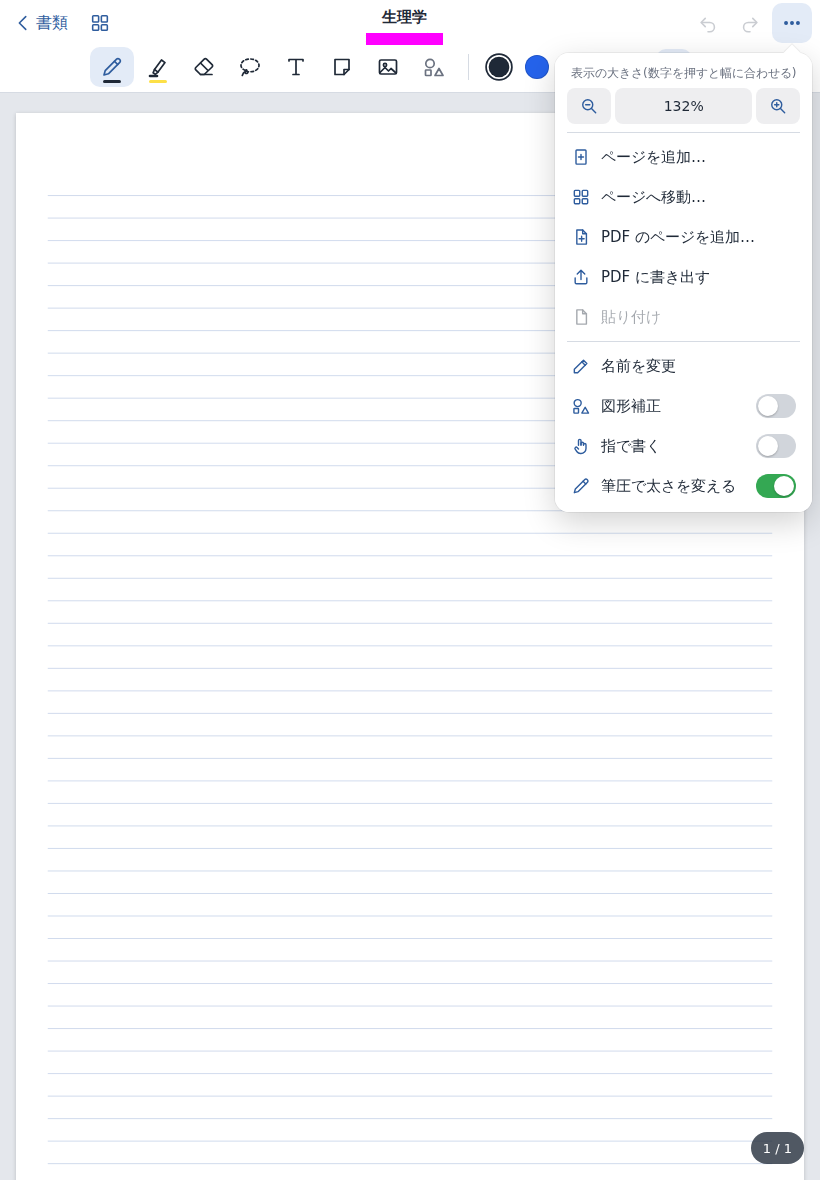 書類
生理学
表示の大きさ(数字を押すと幅に合わせる)
132%
ページを追加…
ページへ移動…
PDF のページを追加…
PDF に書き出す
貼り付け
名前を変更
図形補正
指で書く
筆圧で太さを変える
1 / 1